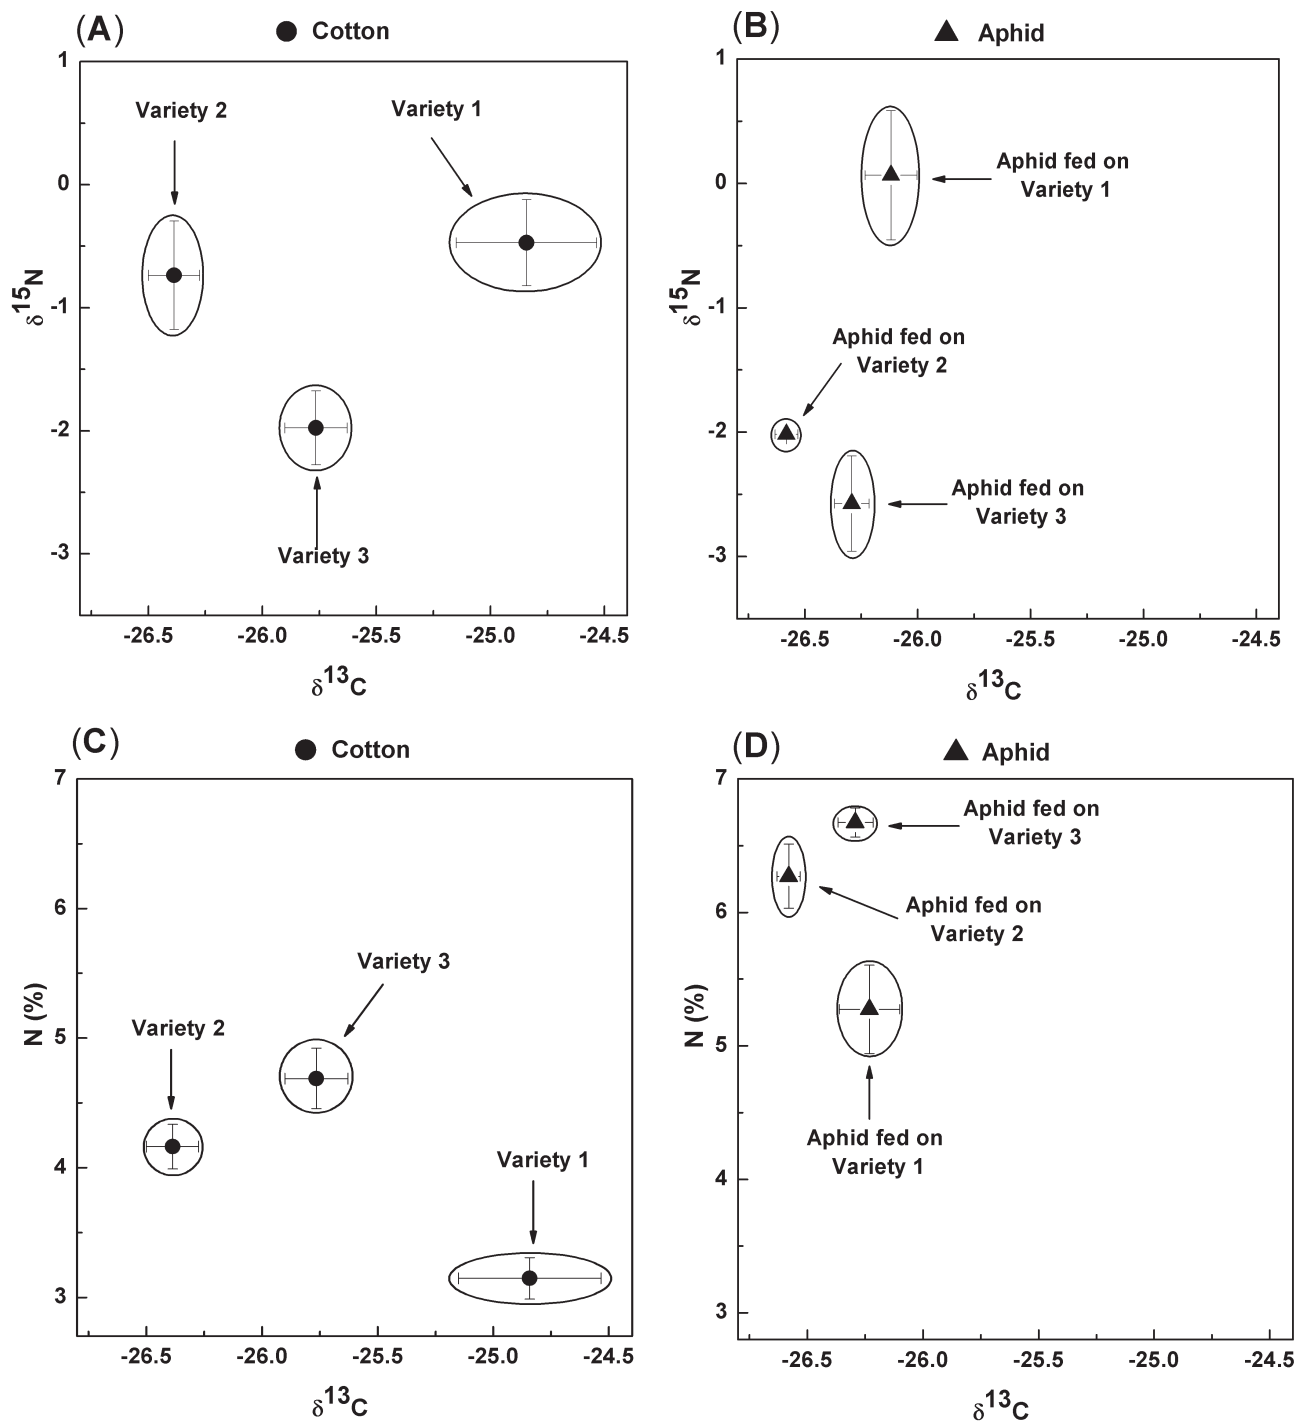 (A)
Cotton
1
0
-1
-2
-3
δ15N
Variety 2
Variety 1
Variety 3
-26.5 -26.0 -25.5 -25.0 -24.5
δ13C
(B)
Aphid
1
0
-1
-2
-3
δ15N
Aphid fed on
Variety 1
Aphid fed on
Variety 2
Aphid fed on
Variety 3
-26.5 -26.0 -25.5 -25.0 -24.5
δ13C
(C)
Cotton
7
6
5
4
3
N (%)
Variety 3
Variety 2
Variety 1
-26.5 -26.0 -25.5 -25.0 -24.5
δ13C
(D)
Aphid
7
6
5
4
3
N (%)
Aphid fed on
Variety 3
Aphid fed on
Variety 2
Aphid fed on
Variety 1
-26.5 -26.0 -25.5 -25.0 -24.5
δ13C